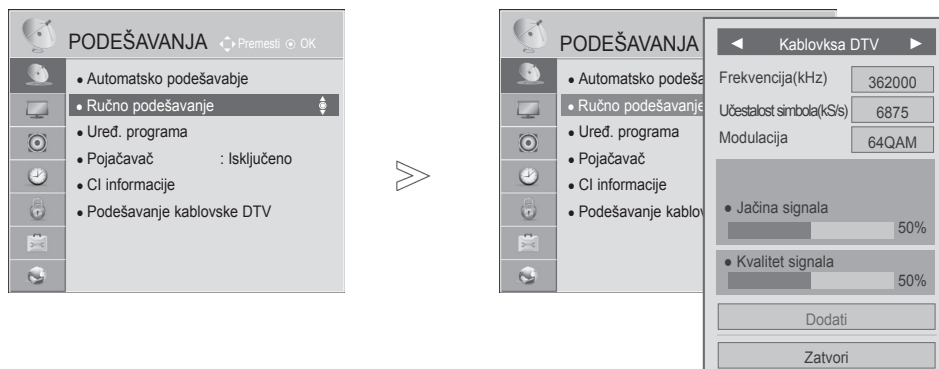 PODEŠAVANJA Premesti OK
• Automatsko podešavabje
• Ručno podešavanje
• Uređ. programa
• Pojačavač : Isključeno
• CI informacije
• Podešavanje kablovske DTV
PODEŠAVANJA
• Automatsko podeša
• Ručno podešavanje
• Uređ. programa
• Pojačavač
• CI informacije
• Podešavanje kablov
◄ Kablovksa DTV ►
Frekvencija(kHz) 362000
Učestalost simbola(kS/s) 6875
Modulacija 64QAM
• Jačina signala
50%
• Kvalitet signala
50%
Dodati
Zatvori